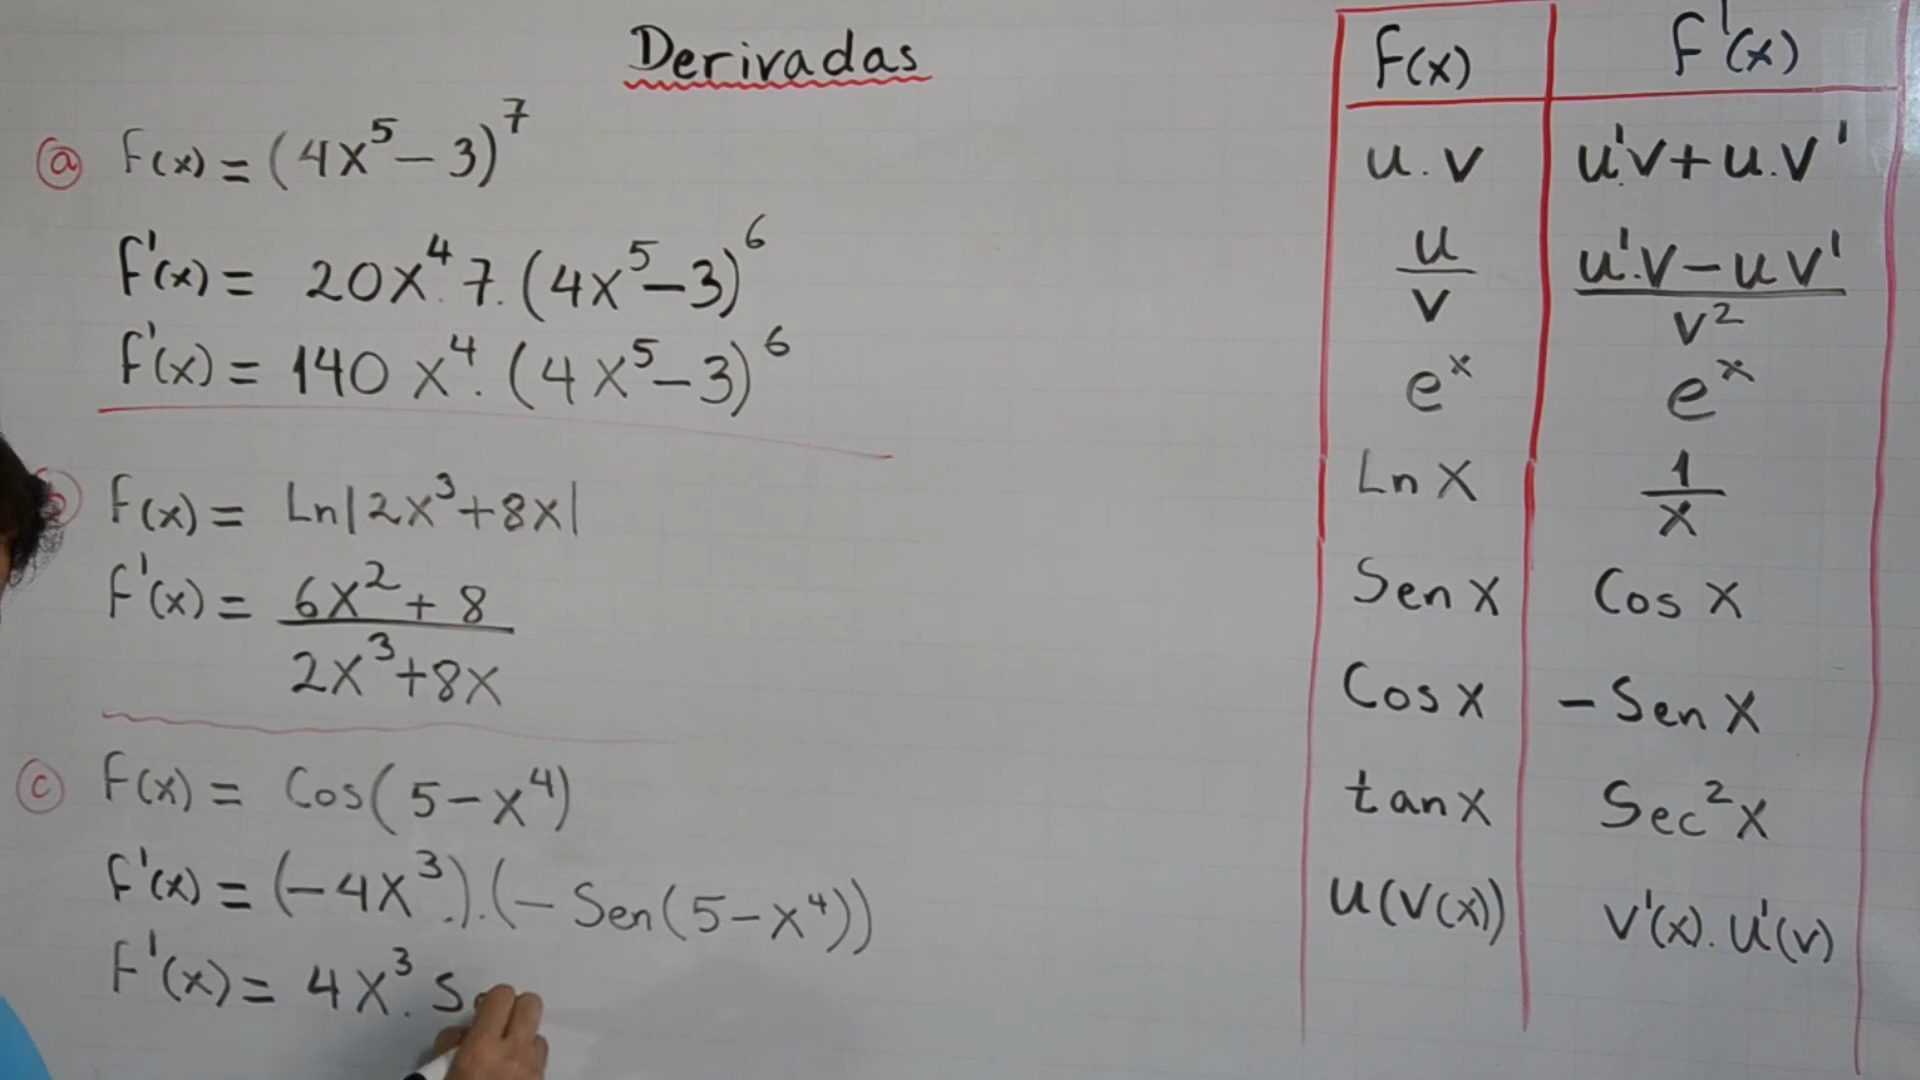 Derivadas
ⓐ F(x) = (4x⁵ − 3)⁷
F'(x) = 20x⁴.7.(4x⁵−3)⁶
F'(x) = 140 x⁴.(4x⁵−3)⁶
F(x) = Ln|2x³+8x|
F'(x) = 6x² + 8 / 2x³+8x
ⓒ F(x) = Cos(5−x⁴)
F'(x) = (−4x³.).(− Sen(5−x⁴))
F'(x) = 4x³. S
F(x) F'(x)
u.v u'.v+u.v'
u/v u'.v−uv' / v²
eˣ eˣ
Ln x 1/x
Sen x Cos x
Cos x −Sen x
tan x Sec²x
u(v(x)) v'(x).u'(v)